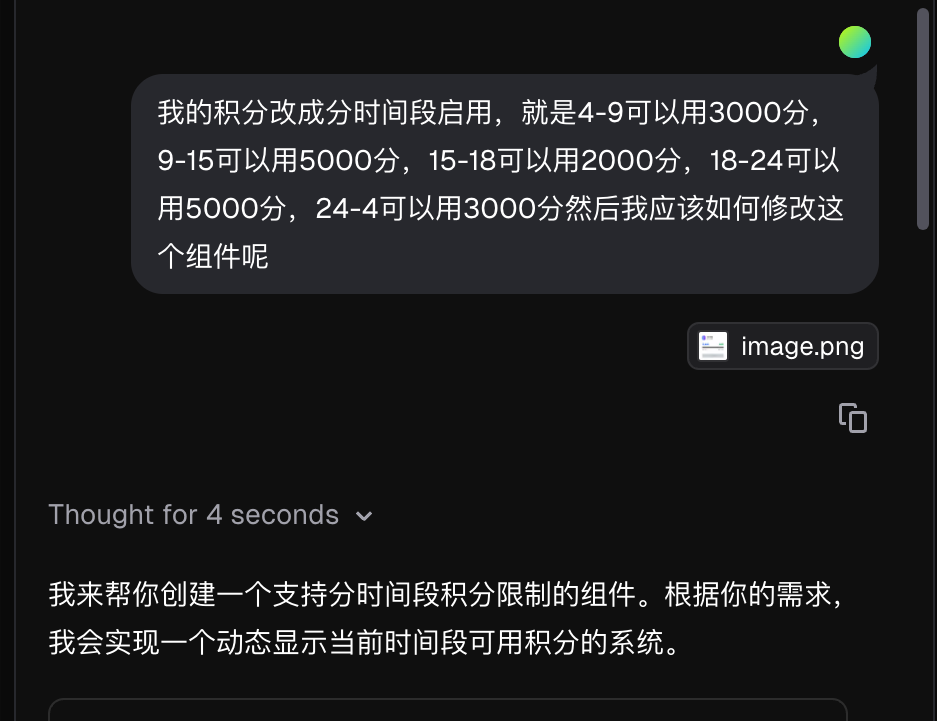 我的积分改成分时间段启用，就是4-9可以用3000分，
9-15可以用5000分，15-18可以用2000分，18-24可以
用5000分，24-4可以用3000分然后我应该如何修改这
个组件呢
image.png
Thought for 4 seconds
我来帮你创建一个支持分时间段积分限制的组件。根据你的需求，
我会实现一个动态显示当前时间段可用积分的系统。